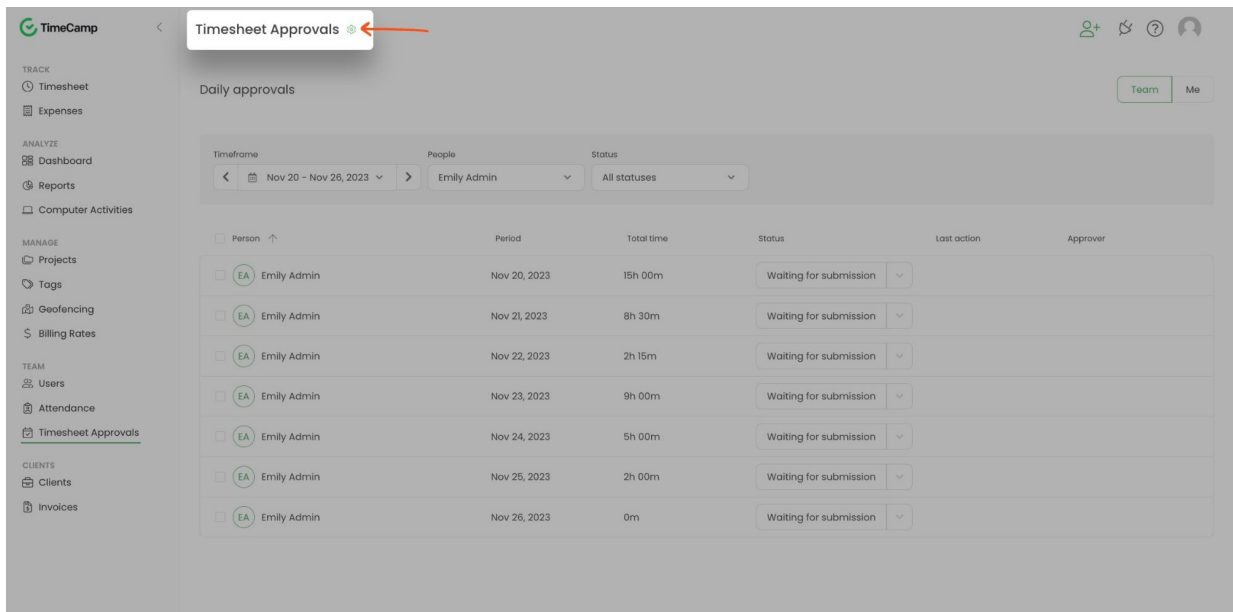 TimeCamp
Timesheet Approvals
TRACK
Timesheet
Expenses
ANALYZE
Dashboard
Reports
Computer Activities
MANAGE
Projects
Tags
Geofencing
Billing Rates
TEAM
Users
Attendance
Timesheet Approvals
CLIENTS
Clients
Invoices
Daily approvals
Team Me
Timeframe People Status
Nov 20 - Nov 26, 2023 Emily Admin All statuses
Person Period Total time Status Last action Approver
EA Emily Admin Nov 20, 2023 15h 00m Waiting for submission
EA Emily Admin Nov 21, 2023 8h 30m Waiting for submission
EA Emily Admin Nov 22, 2023 2h 15m Waiting for submission
EA Emily Admin Nov 23, 2023 9h 00m Waiting for submission
EA Emily Admin Nov 24, 2023 5h 00m Waiting for submission
EA Emily Admin Nov 25, 2023 2h 00m Waiting for submission
EA Emily Admin Nov 26, 2023 0m Waiting for submission